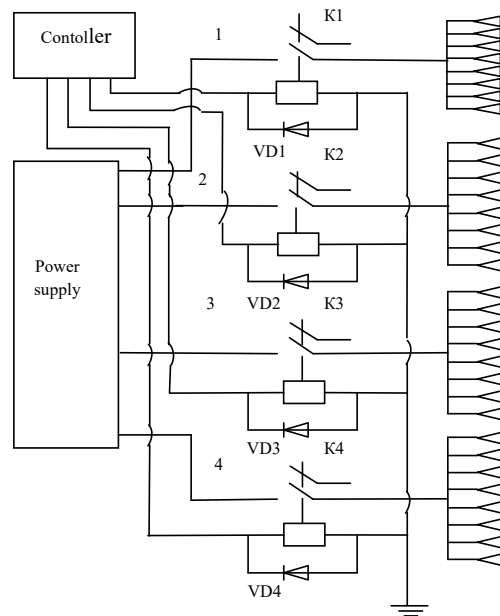 Contoller
1
K1
VD1
K2
2
Power
supply
VD2
K3
3
VD3
K4
4
VD4